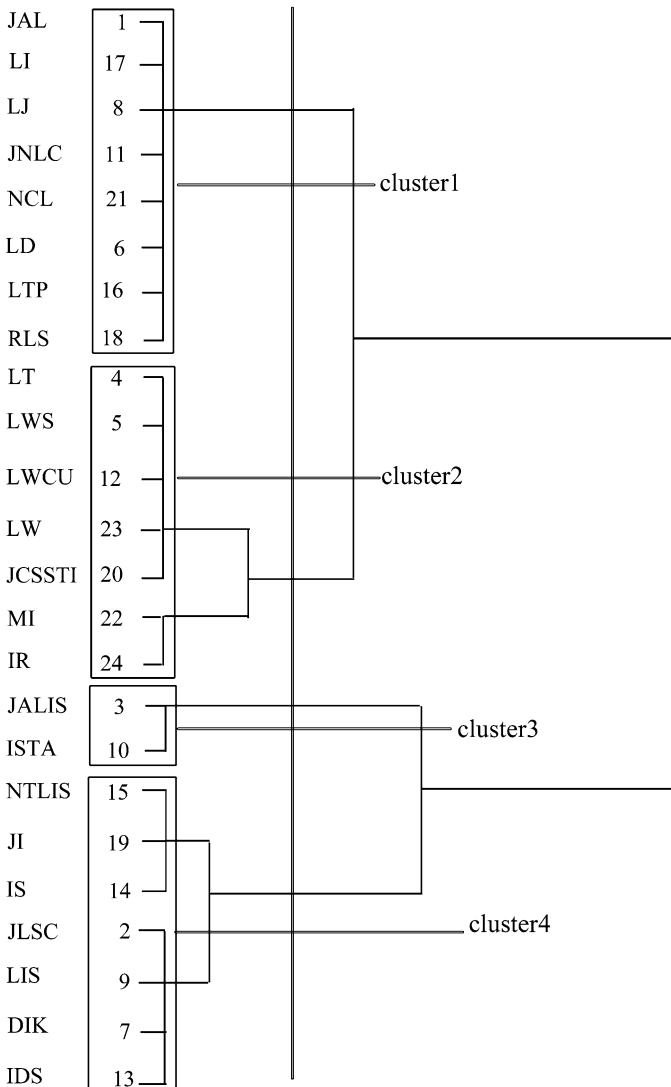 JAL 1
LI 17
LJ 8
JNLC 11
cluster1
NCL 21
LD 6
LTP 16
RLS 18
LT 4
LWS 5
LWCU 12 cluster2
LW 23
JCSSTI 20
MI 22
IR 24
JALIS 3
cluster3
ISTA 10
NTLIS 15
JI 19
IS 14
JLSC 2 cluster4
LIS 9
DIK 7
IDS 13